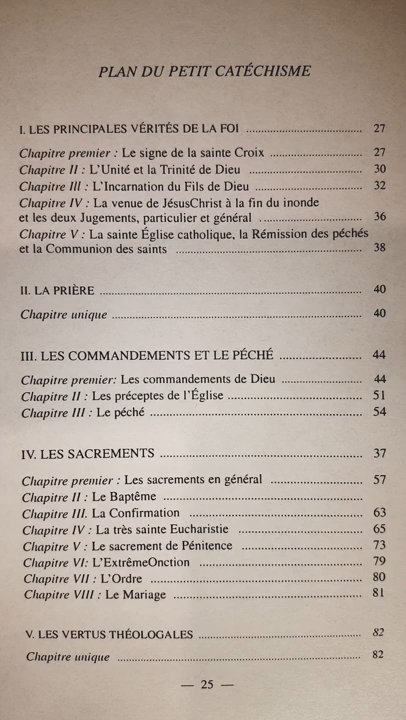 PLAN DU PETIT CATÉCHISME
I. LES PRINCIPALES VÉRITÉS DE LA FOI ................................ 27
Chapitre premier : Le signe de la sainte Croix ........................... 27
Chapitre II : L'Unité et la Trinité de Dieu ................................. 30
Chapitre III : L'Incarnation du Fils de Dieu ............................... 32
Chapitre IV : La venue de JésusChrist à la fin du inonde
et les deux Jugements, particulier et général ............................ 36
Chapitre V : La sainte Église catholique, la Rémission des péchés
et la Communion des saints .................................................. 38
II. LA PRIÈRE ..................................................................... 40
Chapitre unique ................................................................... 40
III. LES COMMANDEMENTS ET LE PÉCHÉ ...................... 44
Chapitre premier: Les commandements de Dieu ..................... 44
Chapitre II : Les préceptes de l'Église ................................... 51
Chapitre III : Le péché ....................................................... 54
IV. LES SACREMENTS ...................................................... 37
Chapitre premier : Les sacrements en général ........................ 57
Chapitre II : Le Baptême .....................................................
Chapitre III. La Confirmation .............................................. 63
Chapitre IV : La très sainte Eucharistie ................................. 65
Chapitre V : Le sacrement de Pénitence ................................ 73
Chapitre VI: L'ExtrêmeOnction ........................................... 79
Chapitre VII : L'Ordre ........................................................ 80
Chapitre VIII : Le Mariage .................................................. 81
V. LES VERTUS THÉOLOGALES ......................................... 82
Chapitre unique ................................................................. 82
— 25 —